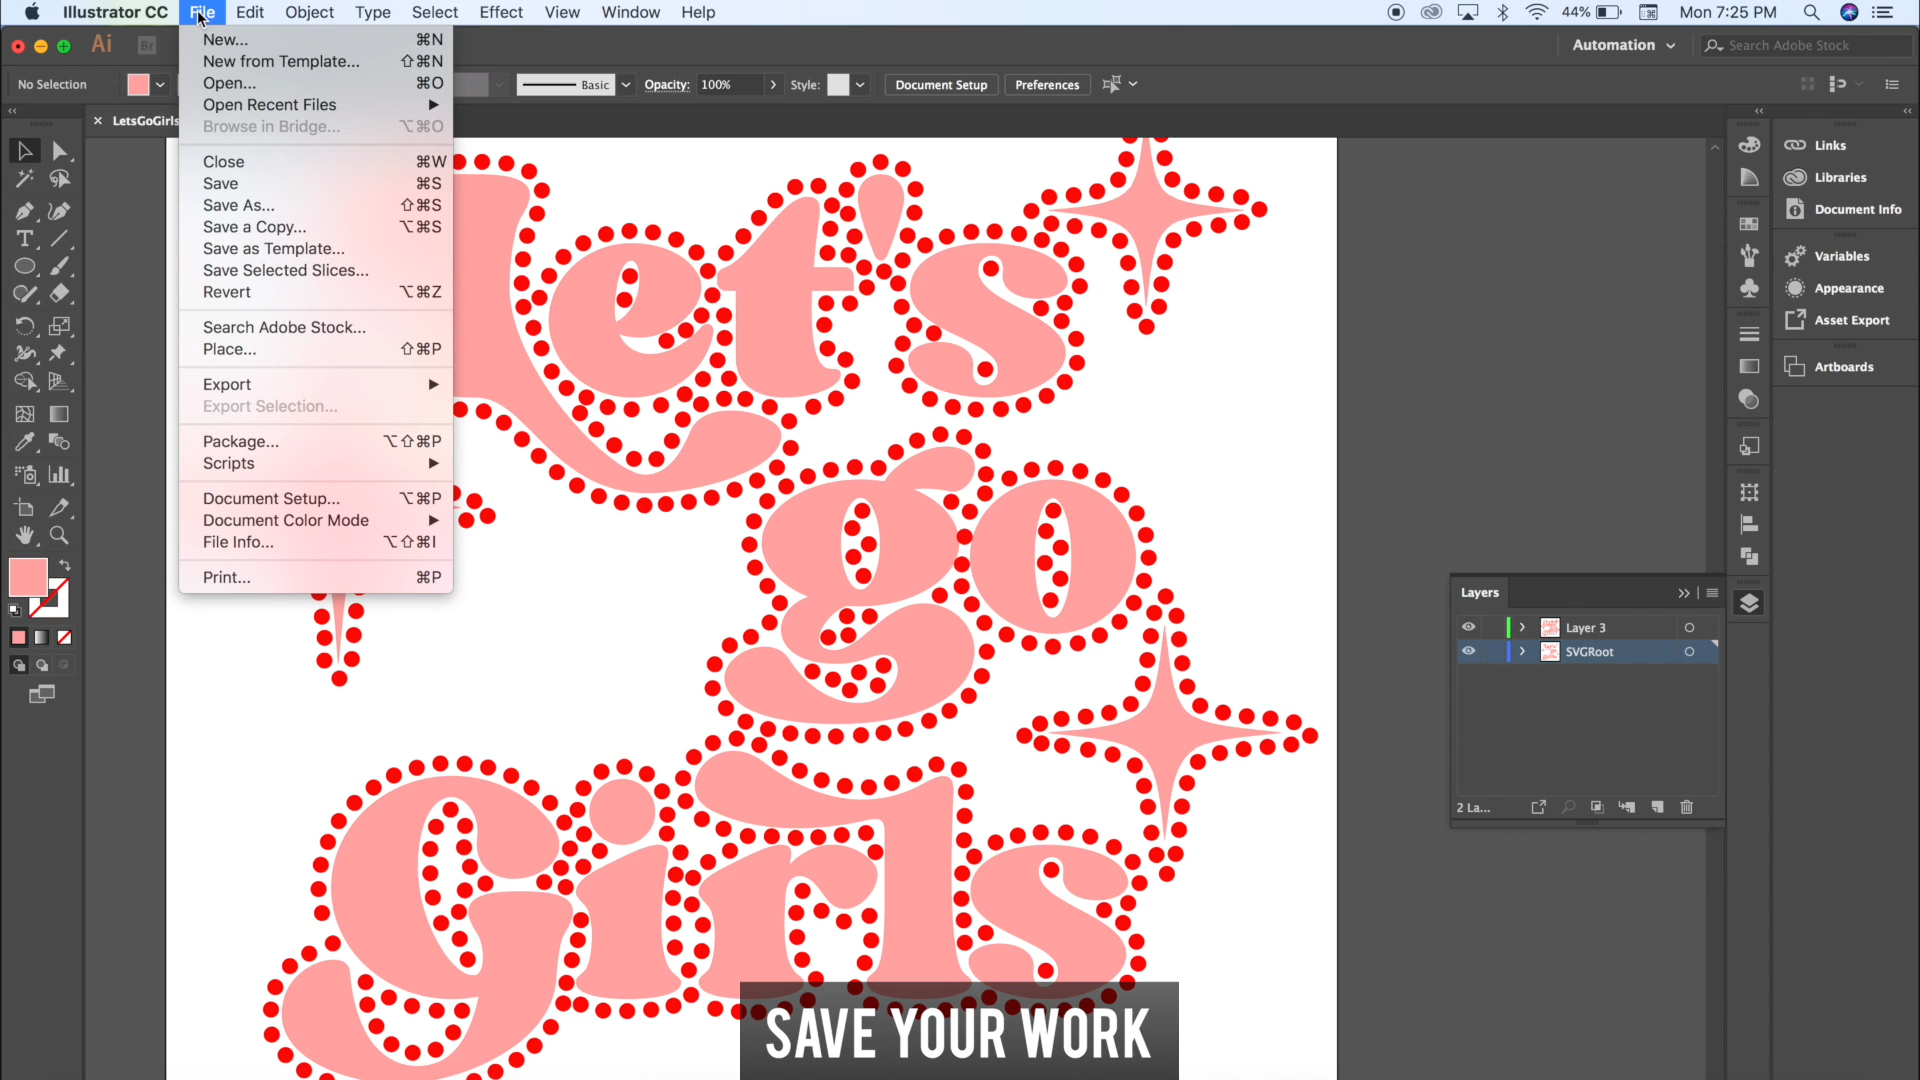 Illustrator CC File Edit Object Type Select Effect View Window Help 44% Mon 7:25 PM
Ai Br Automation Search Adobe Stock
No Selection Basic Opacity: 100% Style: Document Setup Preferences
LetsGoGirls
New... ⌘N
New from Template... ⇧⌘N
Open... ⌘O
Open Recent Files
Browse in Bridge... ⌥⌘O
Close ⌘W
Save ⌘S
Save As... ⇧⌘S
Save a Copy... ⌥⌘S
Save as Template...
Save Selected Slices...
Revert ⌥⌘Z
Search Adobe Stock...
Place... ⇧⌘P
Export
Export Selection...
Package... ⌥⇧⌘P
Scripts
Document Setup... ⌥⌘P
Document Color Mode
File Info... ⌥⇧⌘I
Print... ⌘P
Let's
go
Girls
Links
Libraries
Document Info
Variables
Appearance
Asset Export
Artboards
Layers
Layer 3
SVGRoot
2 La...
SAVE YOUR WORK